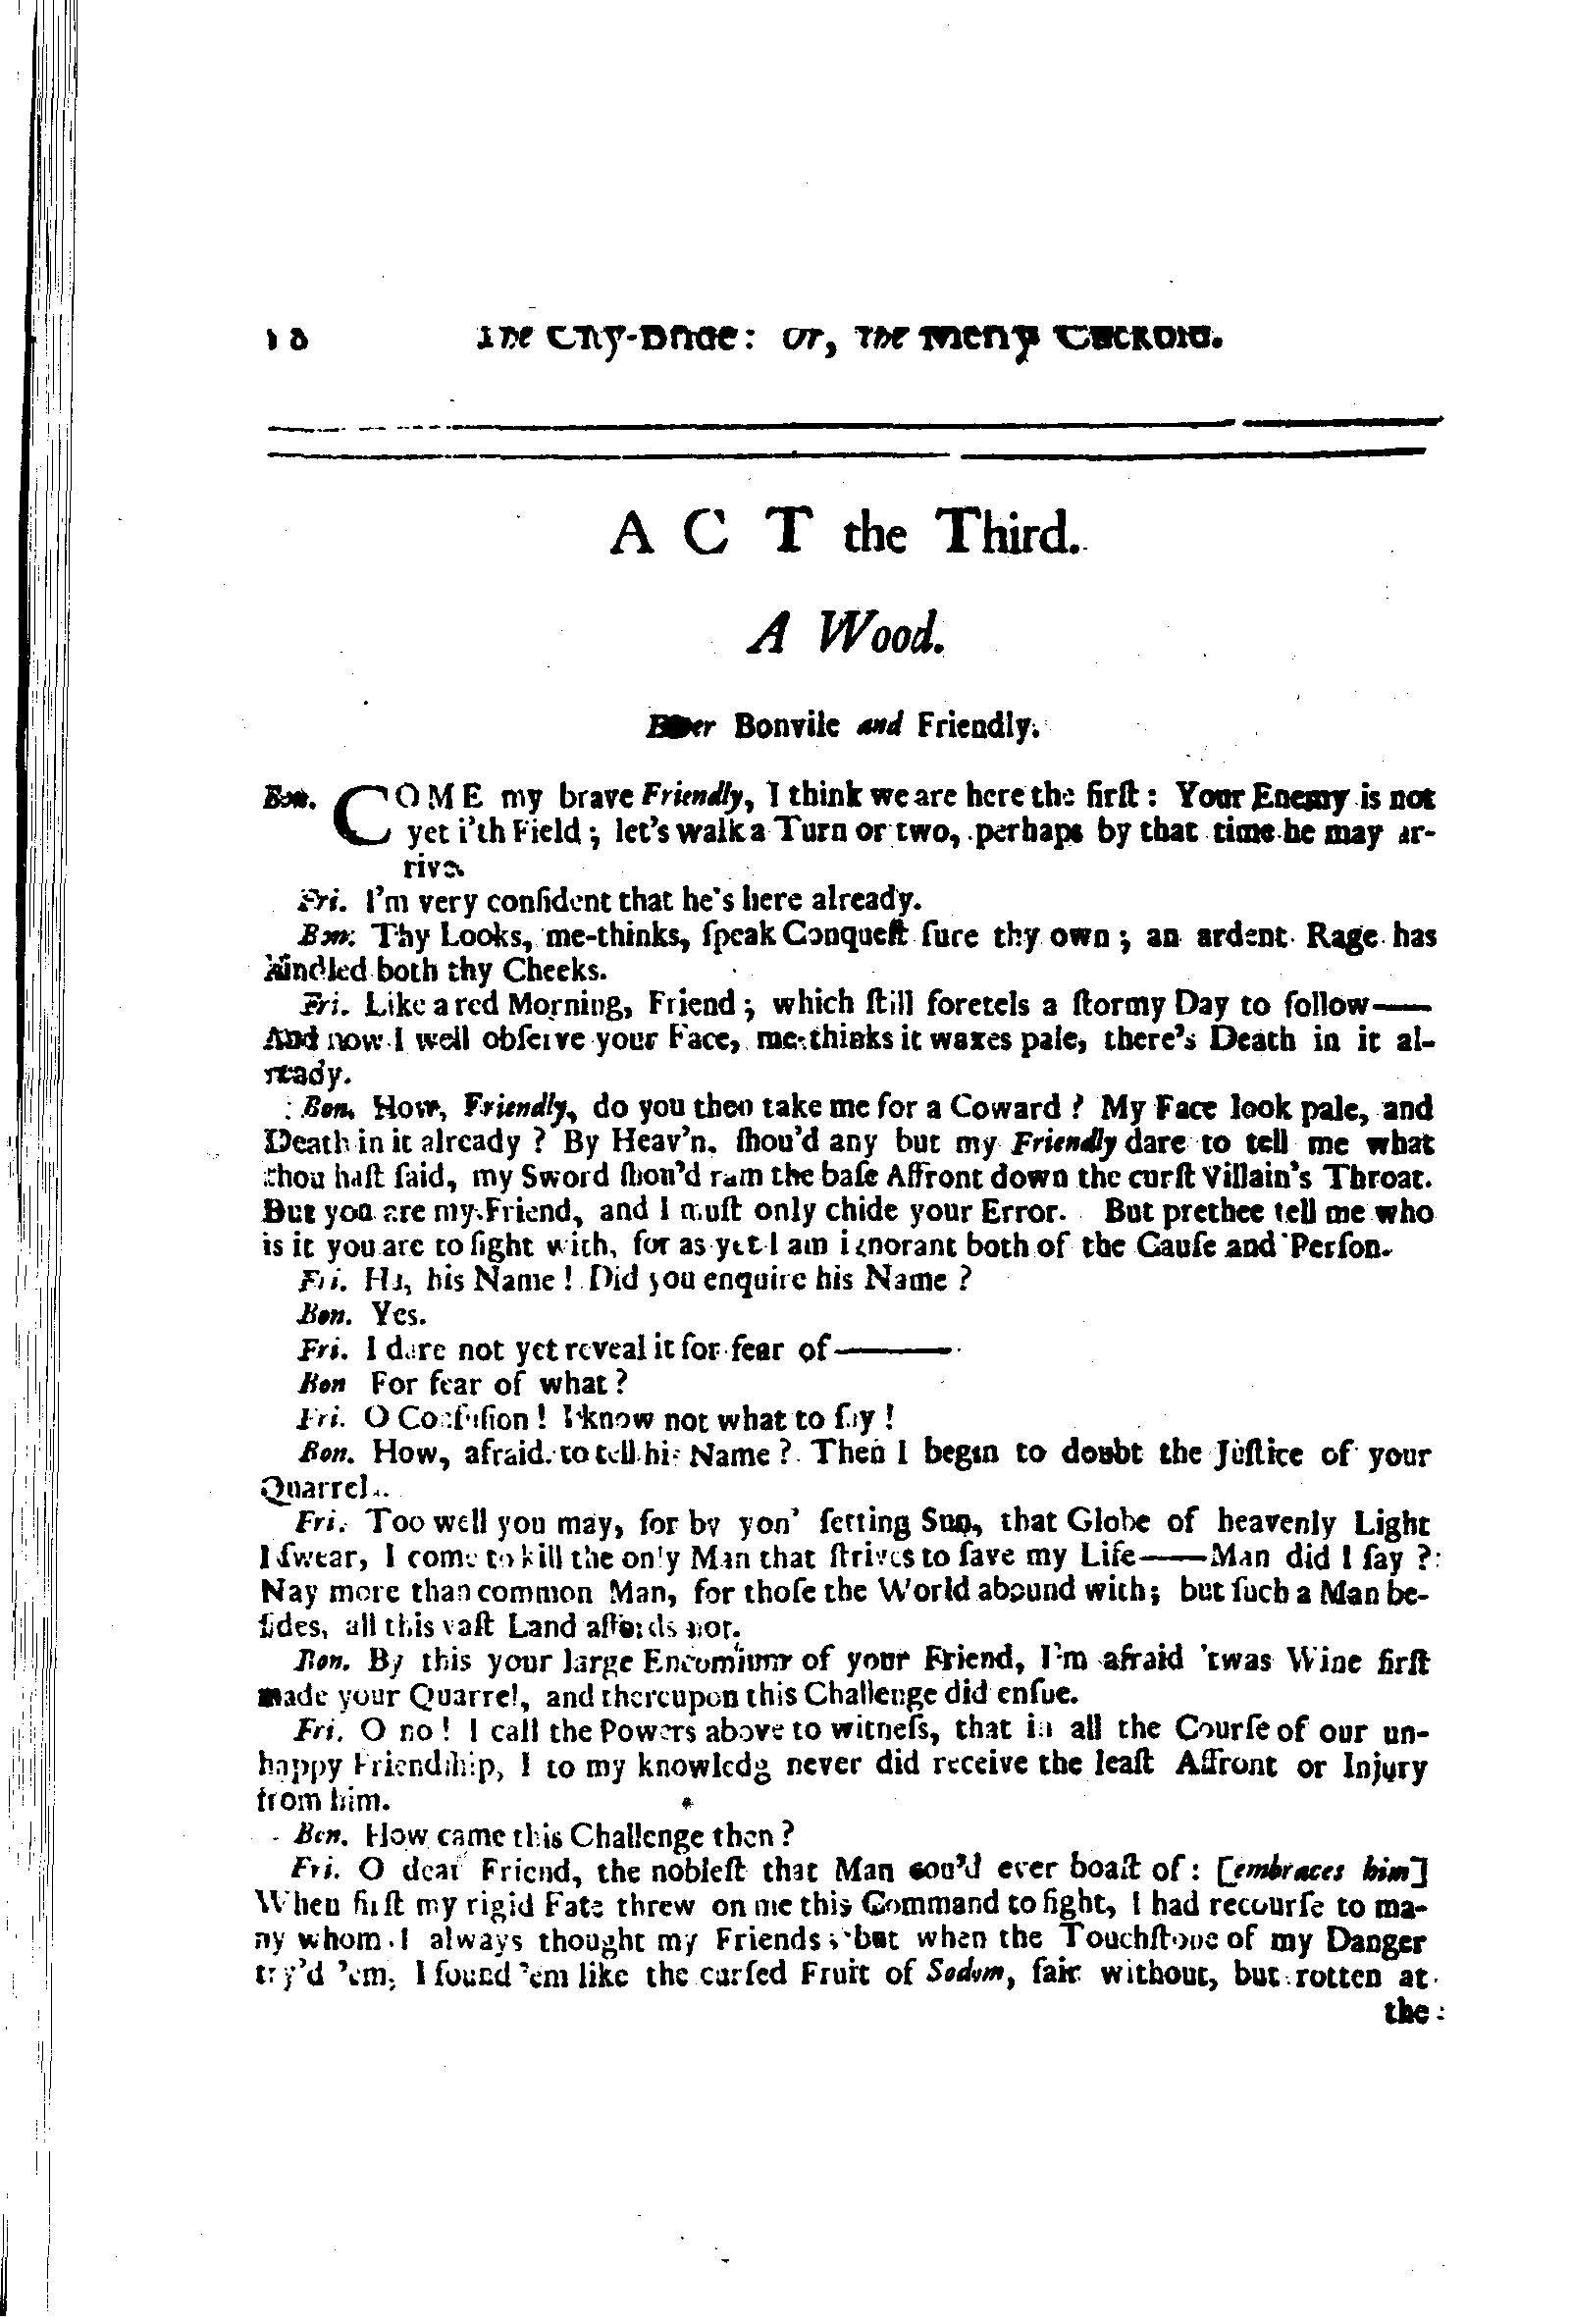 18 The City-Bride: or, the Merry Cuckold.
A C T the Third.
A Wood.
Enter Bonvile and Friendly.
Bon. COME my brave Friendly, I think we are here the firſt: Your Enemy is not
yet i'th Field; let's walk a Turn or two, perhaps by that time he may ar-
rive.
Fri. I'm very confident that he's here already.
Bon. Thy Looks, me-thinks, ſpeak Conqueſt ſure thy own; an ardent Rage has
kindled both thy Cheeks.
Fri. Like a red Morning, Friend; which ſtill foretels a ſtormy Day to follow——
And now I well obſerve your Face, me-thinks it waxes pale, there's Death in it al-
ready.
Bon. How, Friendly, do you then take me for a Coward? My Face look pale, and
Death in it already? By Heav'n, ſhou'd any but my Friendly dare to tell me what
thou haſt ſaid, my Sword ſhou'd ram the baſe Affront down the curſt Villain's Throat.
But you are my Friend, and I muſt only chide your Error. But prethee tell me who
is it you are to fight with, for as yet I am ignorant both of the Cauſe and Perſon.
Fri. Ha, his Name! Did you enquire his Name?
Bon. Yes.
Fri. I dare not yet reveal it for fear of———
Bon For fear of what?
Fri. O Confuſion! I know not what to ſay!
Bon. How, afraid to tell his Name? Then I begin to doubt the Juſtice of your
Quarrel.
Fri. Too well you may, for by yon' ſetting Sun, that Globe of heavenly Light
I ſwear, I come to kill the only Man that ſtrives to ſave my Life——Man did I ſay?
Nay more than common Man, for thoſe the World abound with; but ſuch a Man be-
ſides, all this vaſt Land affords not.
Bon. By this your large Encomium of your Friend, I'm afraid 'twas Wine firſt
made your Quarrel, and thereupon this Challenge did enſue.
Fri. O no! I call the Powers above to witneſs, that in all the Courſe of our un-
happy Friendſhip, I to my knowledg never did receive the leaſt Affront or Injury
from him.
Bon. How came this Challenge then?
Fri. O dear Friend, the nobleſt that Man cou'd ever boaſt of: [embraces him]
When firſt my rigid Fate threw on me this Command to fight, I had recourſe to ma-
ny whom I always thought my Friends; but when the Touchſtone of my Danger
try'd 'em, I found 'em like the curſed Fruit of Sodom, fair without, but rotten at
the